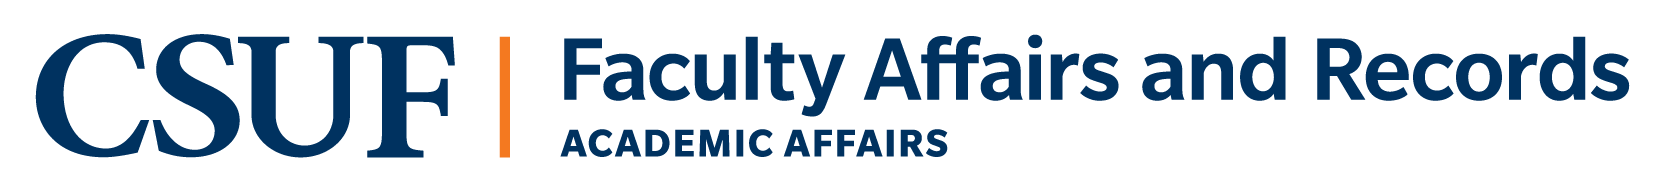 CSUF
Faculty Affairs and Records
ACADEMIC AFFAIRS